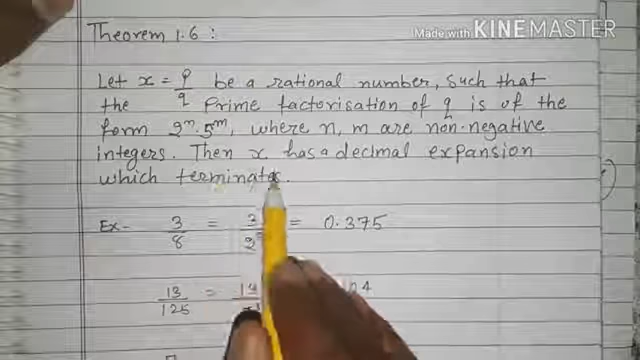 Made with KINEMASTER
Theorem 1.6 :
Let x = p/q be a rational number, such that
the Prime factorisation of q is of the
form 2ⁿ.5ᵐ, where n, m are non-negative
integers. Then x has a decimal expansion
which terminates.
Ex- 3/8 = = 0.375
13/125 =